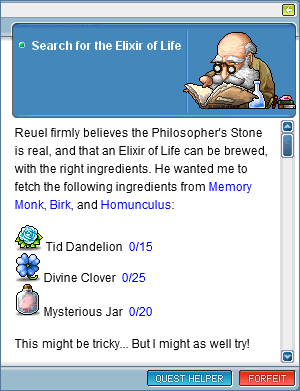 Search for the Elixir of Life
Reuel firmly believes the Philosopher's Stone
is real, and that an Elixir of Life can be brewed,
with the right ingredients. He wanted me to
fetch the following ingredients from Memory
Monk, Birk, and Homunculus:
Tid Dandelion 0/15
Divine Clover 0/25
Mysterious Jar 0/20
This might be tricky... But I might as well try!
QUEST HELPER FORFEIT